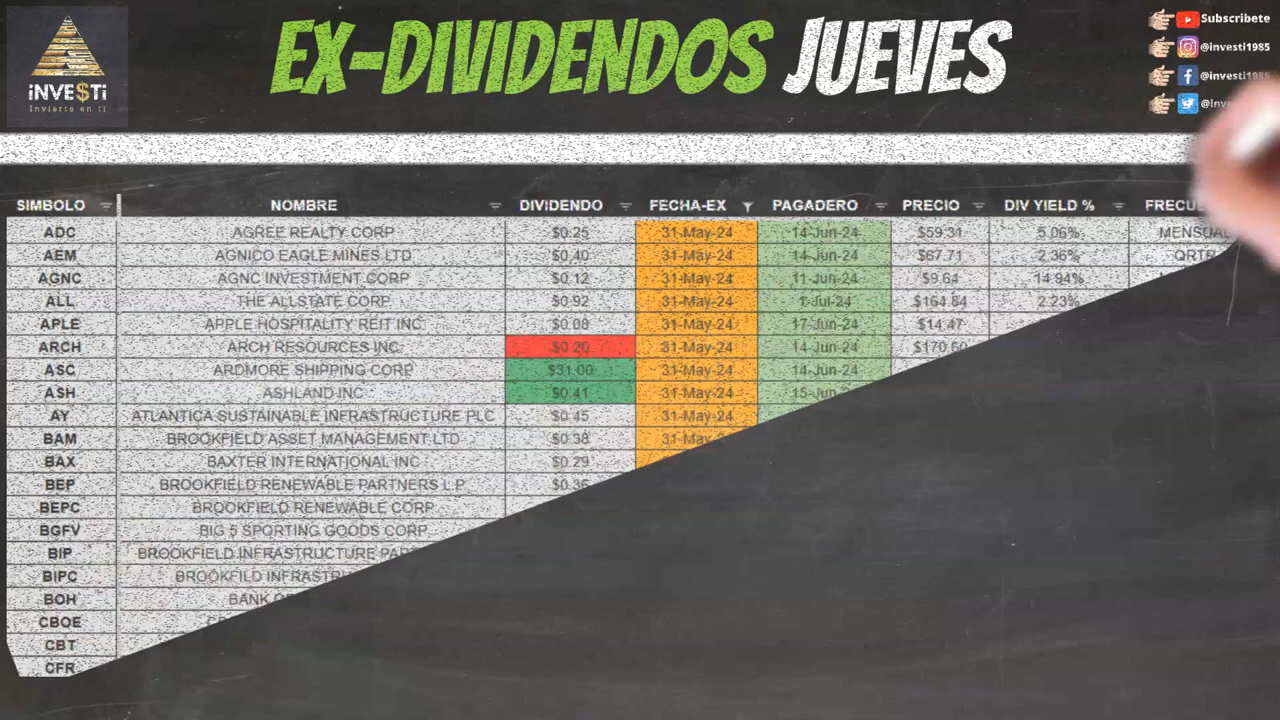 EX-DIVIDENDOS JUEVES
iNVE$Ti
Invierte en ti
Subscribete
@investi1985
@investi1985
SIMBOLO NOMBRE DIVIDENDO FECHA-EX PAGADERO PRECIO DIV YIELD %
ADC AGREE REALTY CORP $0.25 31-May-24 14-Jun-24 $59.31 5.06% MENSUAL
AEM AGNICO EAGLE MINES LTD $0.40 31-May-24 14-Jun-24 $67.71 2.36% QRTR
AGNC AGNC INVESTMENT CORP $0.12 31-May-24 11-Jun-24 $9.64 14.94%
ALL THE ALLSTATE CORP $0.92 31-May-24 1-Jul-24 $164.84 2.23%
APLE APPLE HOSPITALITY REIT INC $0.08 31-May-24 17-Jun-24 $14.47
ARCH ARCH RESOURCES INC $0.20 31-May-24 14-Jun-24 $170.60
ASC ARDMORE SHIPPING CORP $31.00 31-May-24 14-Jun-24
ASH ASHLAND INC $0.41 31-May-24 15-Jun
AY ATLANTICA SUSTAINABLE INFRASTRUCTURE PLC $0.45 31-May-24
BAM BROOKFIELD ASSET MANAGEMENT LTD $0.38 31-May
BAX BAXTER INTERNATIONAL INC $0.29
BEP BROOKFIELD RENEWABLE PARTNERS L P
BEPC BROOKFIELD RENEWABLE CORP
BGFV BIG 5 SPORTING GOODS CORP
BIP BROOKFIELD INFRASTRUCTURE
BIPC BROOKFILD
BOH BANK
CBOE
CBT
CFR